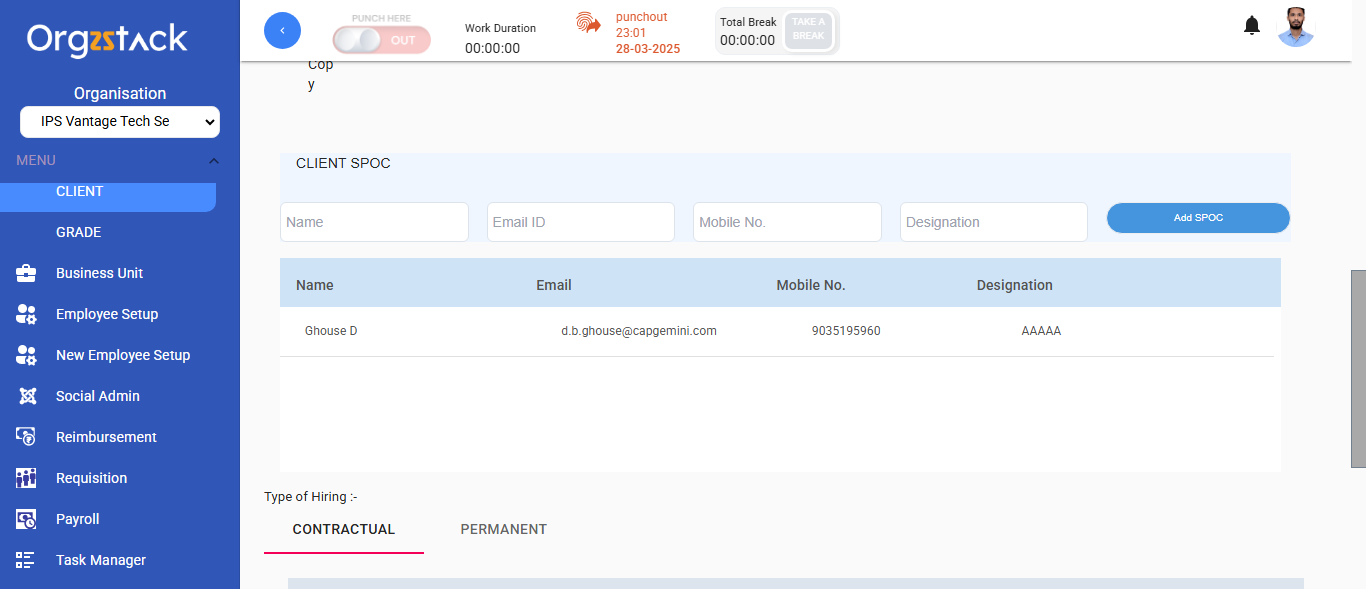 Orgzstack
Organisation
IPS Vantage Tech Se
MENU
CLIENT
GRADE
Business Unit
Employee Setup
New Employee Setup
Social Admin
Reimbursement
Requisition
Payroll
Task Manager
PUNCH HERE
OUT
Work Duration
00:00:00
punchout
23:01
28-03-2025
Total Break
00:00:00
TAKE A
BREAK
Cop
y
CLIENT SPOC
Name Email ID Mobile No. Designation Add SPOC
Name Email Mobile No. Designation
Ghouse D d.b.ghouse@capgemini.com 9035195960 AAAAA
Type of Hiring :-
CONTRACTUAL PERMANENT